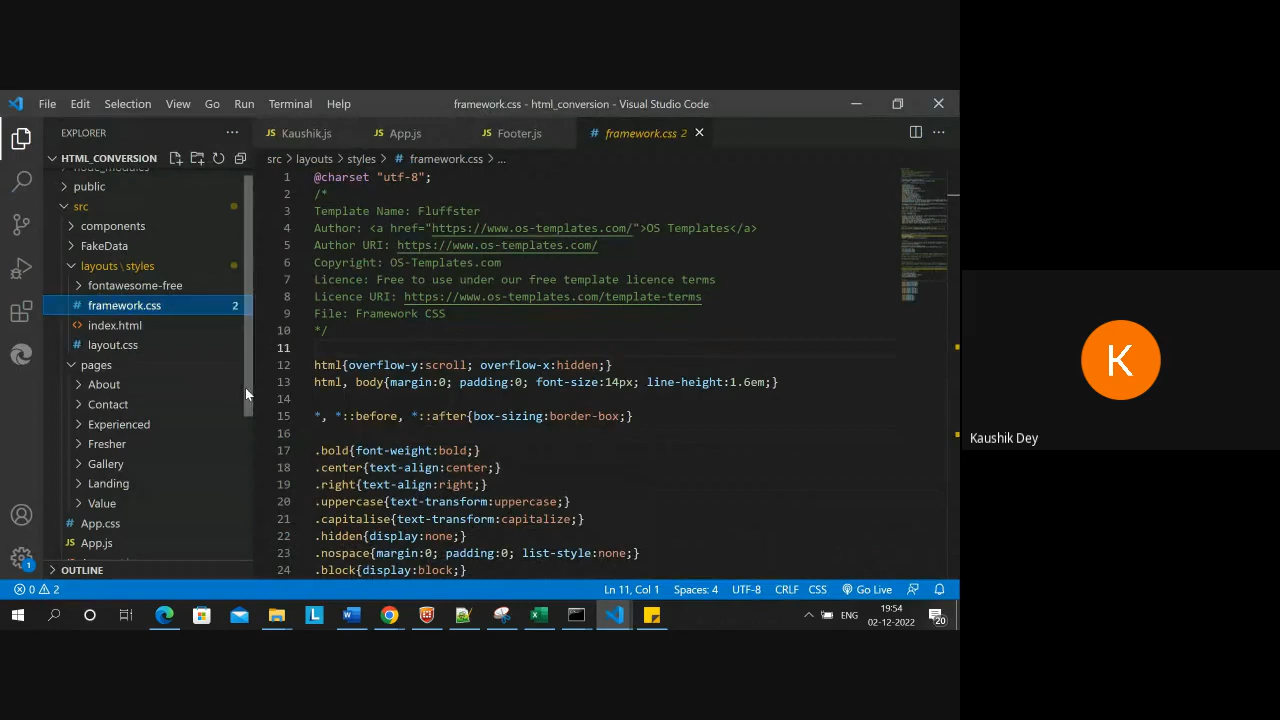 File Edit Selection View Go Run Terminal Help framework.css - html_conversion - Visual Studio Code
EXPLORER
Kaushik.js App.js Footer.js framework.css 2
HTML_CONVERSION
src layouts styles framework.css ...
node_modules
public
src
components
FakeData
layouts \ styles
fontawesome-free
framework.css 2
index.html
layout.css
pages
About
Contact
Experienced
Fresher
Gallery
Landing
Value
App.css
App.js
OUTLINE
1 @charset "utf-8";
2 /*
3 Template Name: Fluffster
4 Author: <a href="https://www.os-templates.com/">OS Templates</a>
5 Author URI: https://www.os-templates.com/
6 Copyright: OS-Templates.com
7 Licence: Free to use under our free template licence terms
8 Licence URI: https://www.os-templates.com/template-terms
9 File: Framework CSS
10 */
11
12 html{overflow-y:scroll; overflow-x:hidden;}
13 html, body{margin:0; padding:0; font-size:14px; line-height:1.6em;}
14
15 *, *::before, *::after{box-sizing:border-box;}
16
17 .bold{font-weight:bold;}
18 .center{text-align:center;}
19 .right{text-align:right;}
20 .uppercase{text-transform:uppercase;}
21 .capitalise{text-transform:capitalize;}
22 .hidden{display:none;}
23 .nospace{margin:0; padding:0; list-style:none;}
24 .block{display:block;}
1
0 2 Ln 11, Col 1 Spaces: 4 UTF-8 CRLF CSS Go Live
L ENG 19:54
02-12-2022 20
K
Kaushik Dey